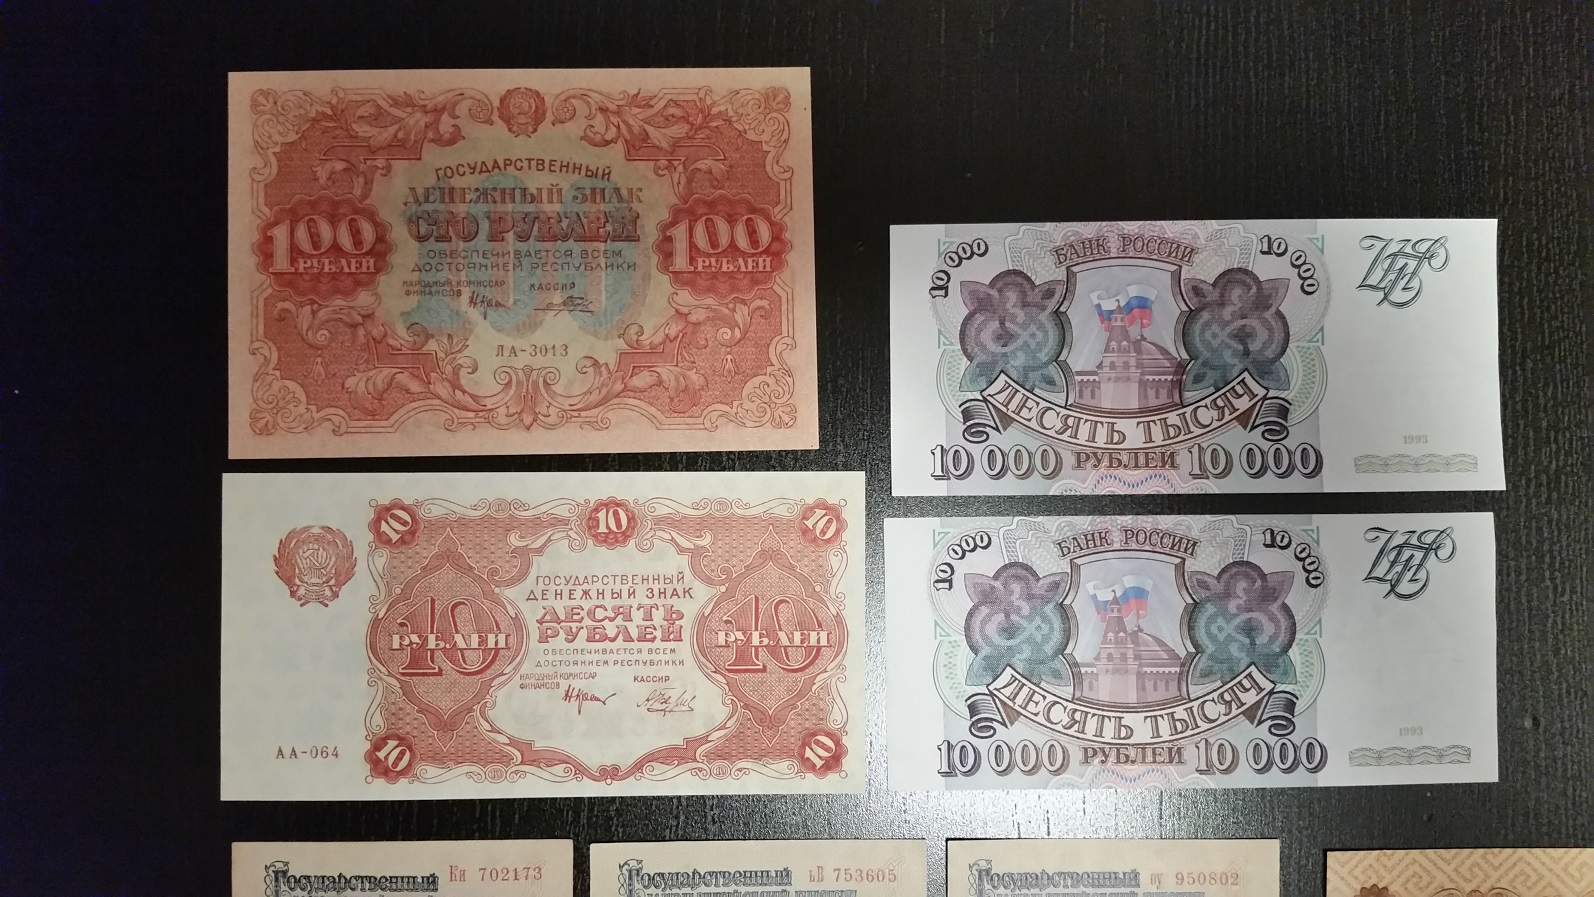 ГОСУДАРСТВЕННЫЙ
ДЕНЕЖНЫЙ ЗНАК
СТО РУБЛЕЙ
100
100 РУБЛЕЙ
100 РУБЛЕЙ
ОБЕСПЕЧИВАЕТСЯ ВСЕМ
ДОСТОЯНИЕМ РЕСПУБЛИКИ
НАРОДНЫЙ КОМИССАР
ФИНАНСОВ
КАССИР
ЛА-3013
10
10
10
ГОСУДАРСТВЕННЫЙ
ДЕНЕЖНЫЙ ЗНАК
ДЕСЯТЬ
РУБЛЕЙ
10 РУБЛЕЙ
10 РУБЛЕЙ
ОБЕСПЕЧИВАЕТСЯ ВСЕМ
ДОСТОЯНИЕМ РЕСПУБЛИКИ
НАРОДНЫЙ КОМИССАР
ФИНАНСОВ
КАССИР
АА-064
10
10
10 000
БАНК РОССИИ
10 000
ДЕСЯТЬ ТЫСЯЧ
10 000 РУБЛЕЙ 10 000
1993
10 000
БАНК РОССИИ
10 000
ДЕСЯТЬ ТЫСЯЧ
10 000 РУБЛЕЙ 10 000
1993
Государственный
Ки 702173
Государственный
ьВ 753605
Государственный
оу 950802